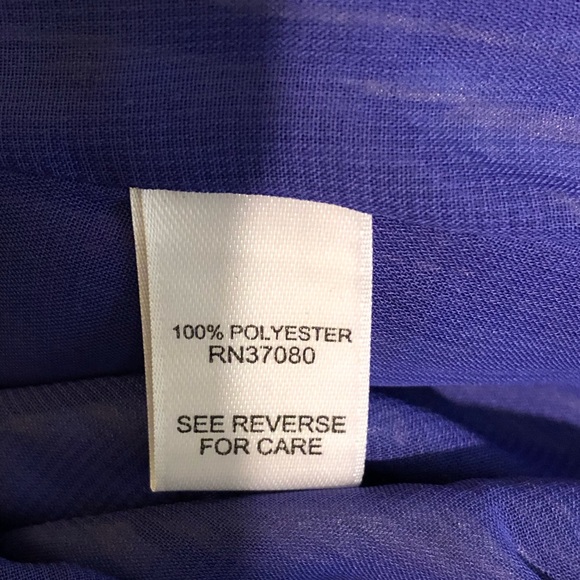 100% POLYESTER
RN37080
SEE REVERSE
FOR CARE